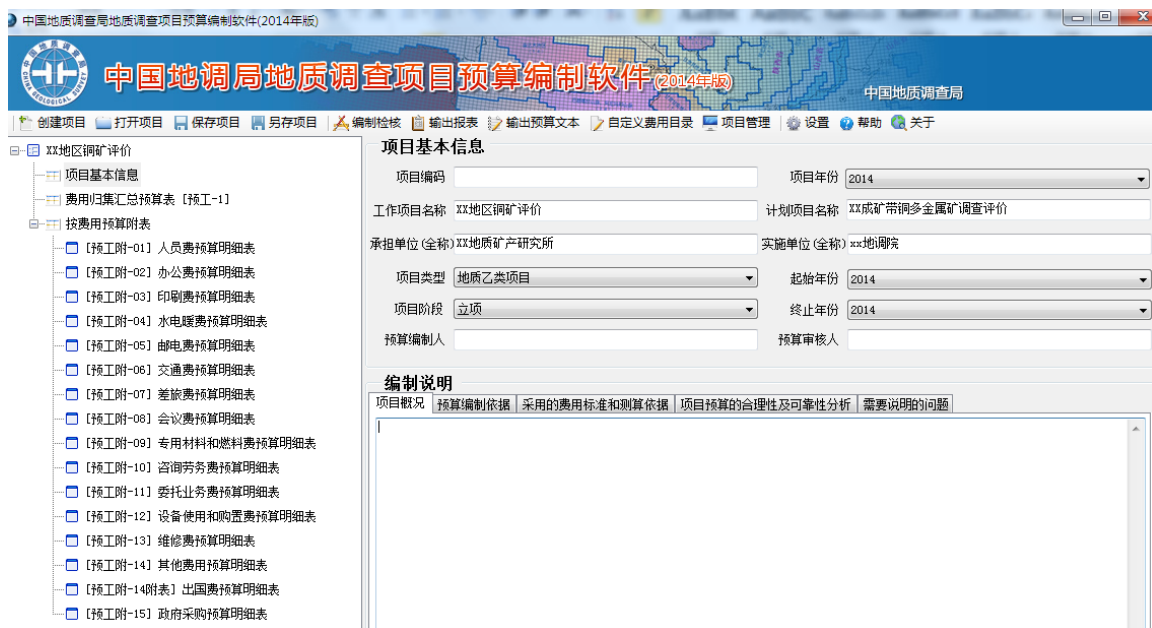 中国地质调查局地质调查项目预算编制软件(2014年版)
CHINA GEOLOGICAL SURVEY
中国地调局地质调查项目预算编制软件(2014年版)
中国地质调查局
创建项目 打开项目 保存项目 另存项目 编制检核 输出报表 输出预算文本 自定义费用目录 项目管理 设置 帮助 关于
XX地区铜矿评价
项目基本信息
费用归集汇总预算表 [预工-1]
按费用预算附表
[预工附-01] 人员费预算明细表
[预工附-02] 办公费预算明细表
[预工附-03] 印刷费预算明细表
[预工附-04] 水电暖费预算明细表
[预工附-05] 邮电费预算明细表
[预工附-06] 交通费预算明细表
[预工附-07] 差旅费预算明细表
[预工附-08] 会议费预算明细表
[预工附-09] 专用材料和燃料费预算明细表
[预工附-10] 咨询劳务费预算明细表
[预工附-11] 委托业务费预算明细表
[预工附-12] 设备使用和购置费预算明细表
[预工附-13] 维修费预算明细表
[预工附-14] 其他费用预算明细表
[预工附-14附表] 出国费预算明细表
[预工附-15] 政府采购预算明细表
项目基本信息
项目编码 项目年份 2014
工作项目名称 XX地区铜矿评价 计划项目名称 XX成矿带铜多金属矿调查评价
承担单位(全称) XX地质矿产研究所 实施单位(全称) xx地调院
项目类型 地质乙类项目 起始年份 2014
项目阶段 立项 终止年份 2014
预算编制人 预算审核人
编制说明
项目概况 预算编制依据 采用的费用标准和测算依据 项目预算的合理性及可靠性分析 需要说明的问题